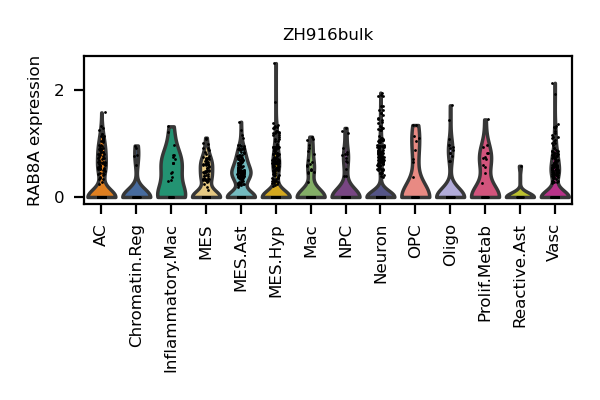 ZH916bulk
RAB8A expression
2
0
AC
Chromatin.Reg
Inflammatory.Mac
MES
MES.Ast
MES.Hyp
Mac
NPC
Neuron
OPC
Oligo
Prolif.Metab
Reactive.Ast
Vasc